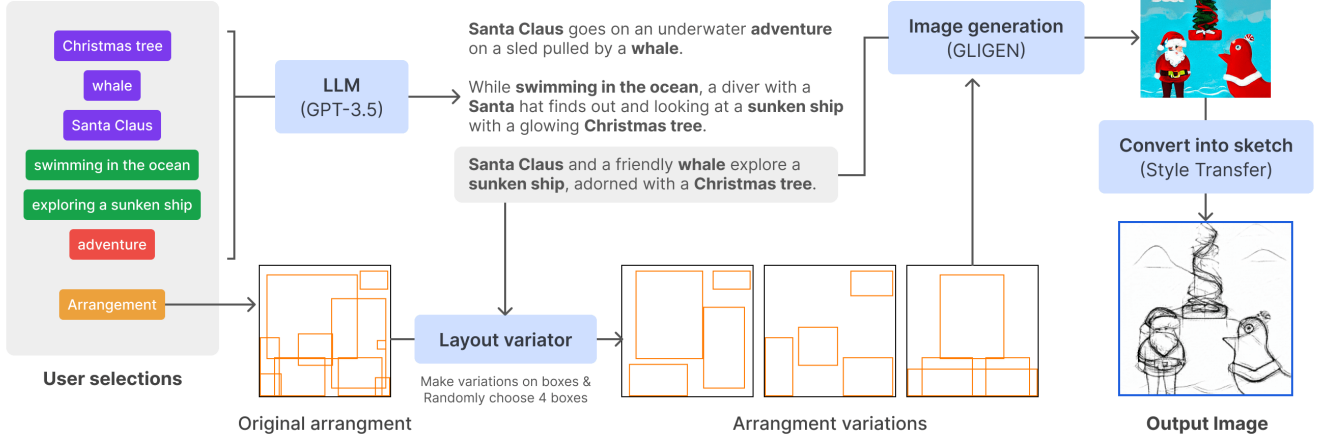 Christmas tree
whale
Santa Claus
swimming in the ocean
exploring a sunken ship
adventure
Arrangement
User selections
LLM
(GPT-3.5)
Santa Claus goes on an underwater adventure
on a sled pulled by a whale.
While swimming in the ocean, a diver with a
Santa hat finds out and looking at a sunken ship
with a glowing Christmas tree.
Santa Claus and a friendly whale explore a
sunken ship, adorned with a Christmas tree.
Image generation
(GLIGEN)
Convert into sketch
(Style Transfer)
Original arrangment
Layout variator
Make variations on boxes &
Randomly choose 4 boxes
Arrangment variations
Output Image